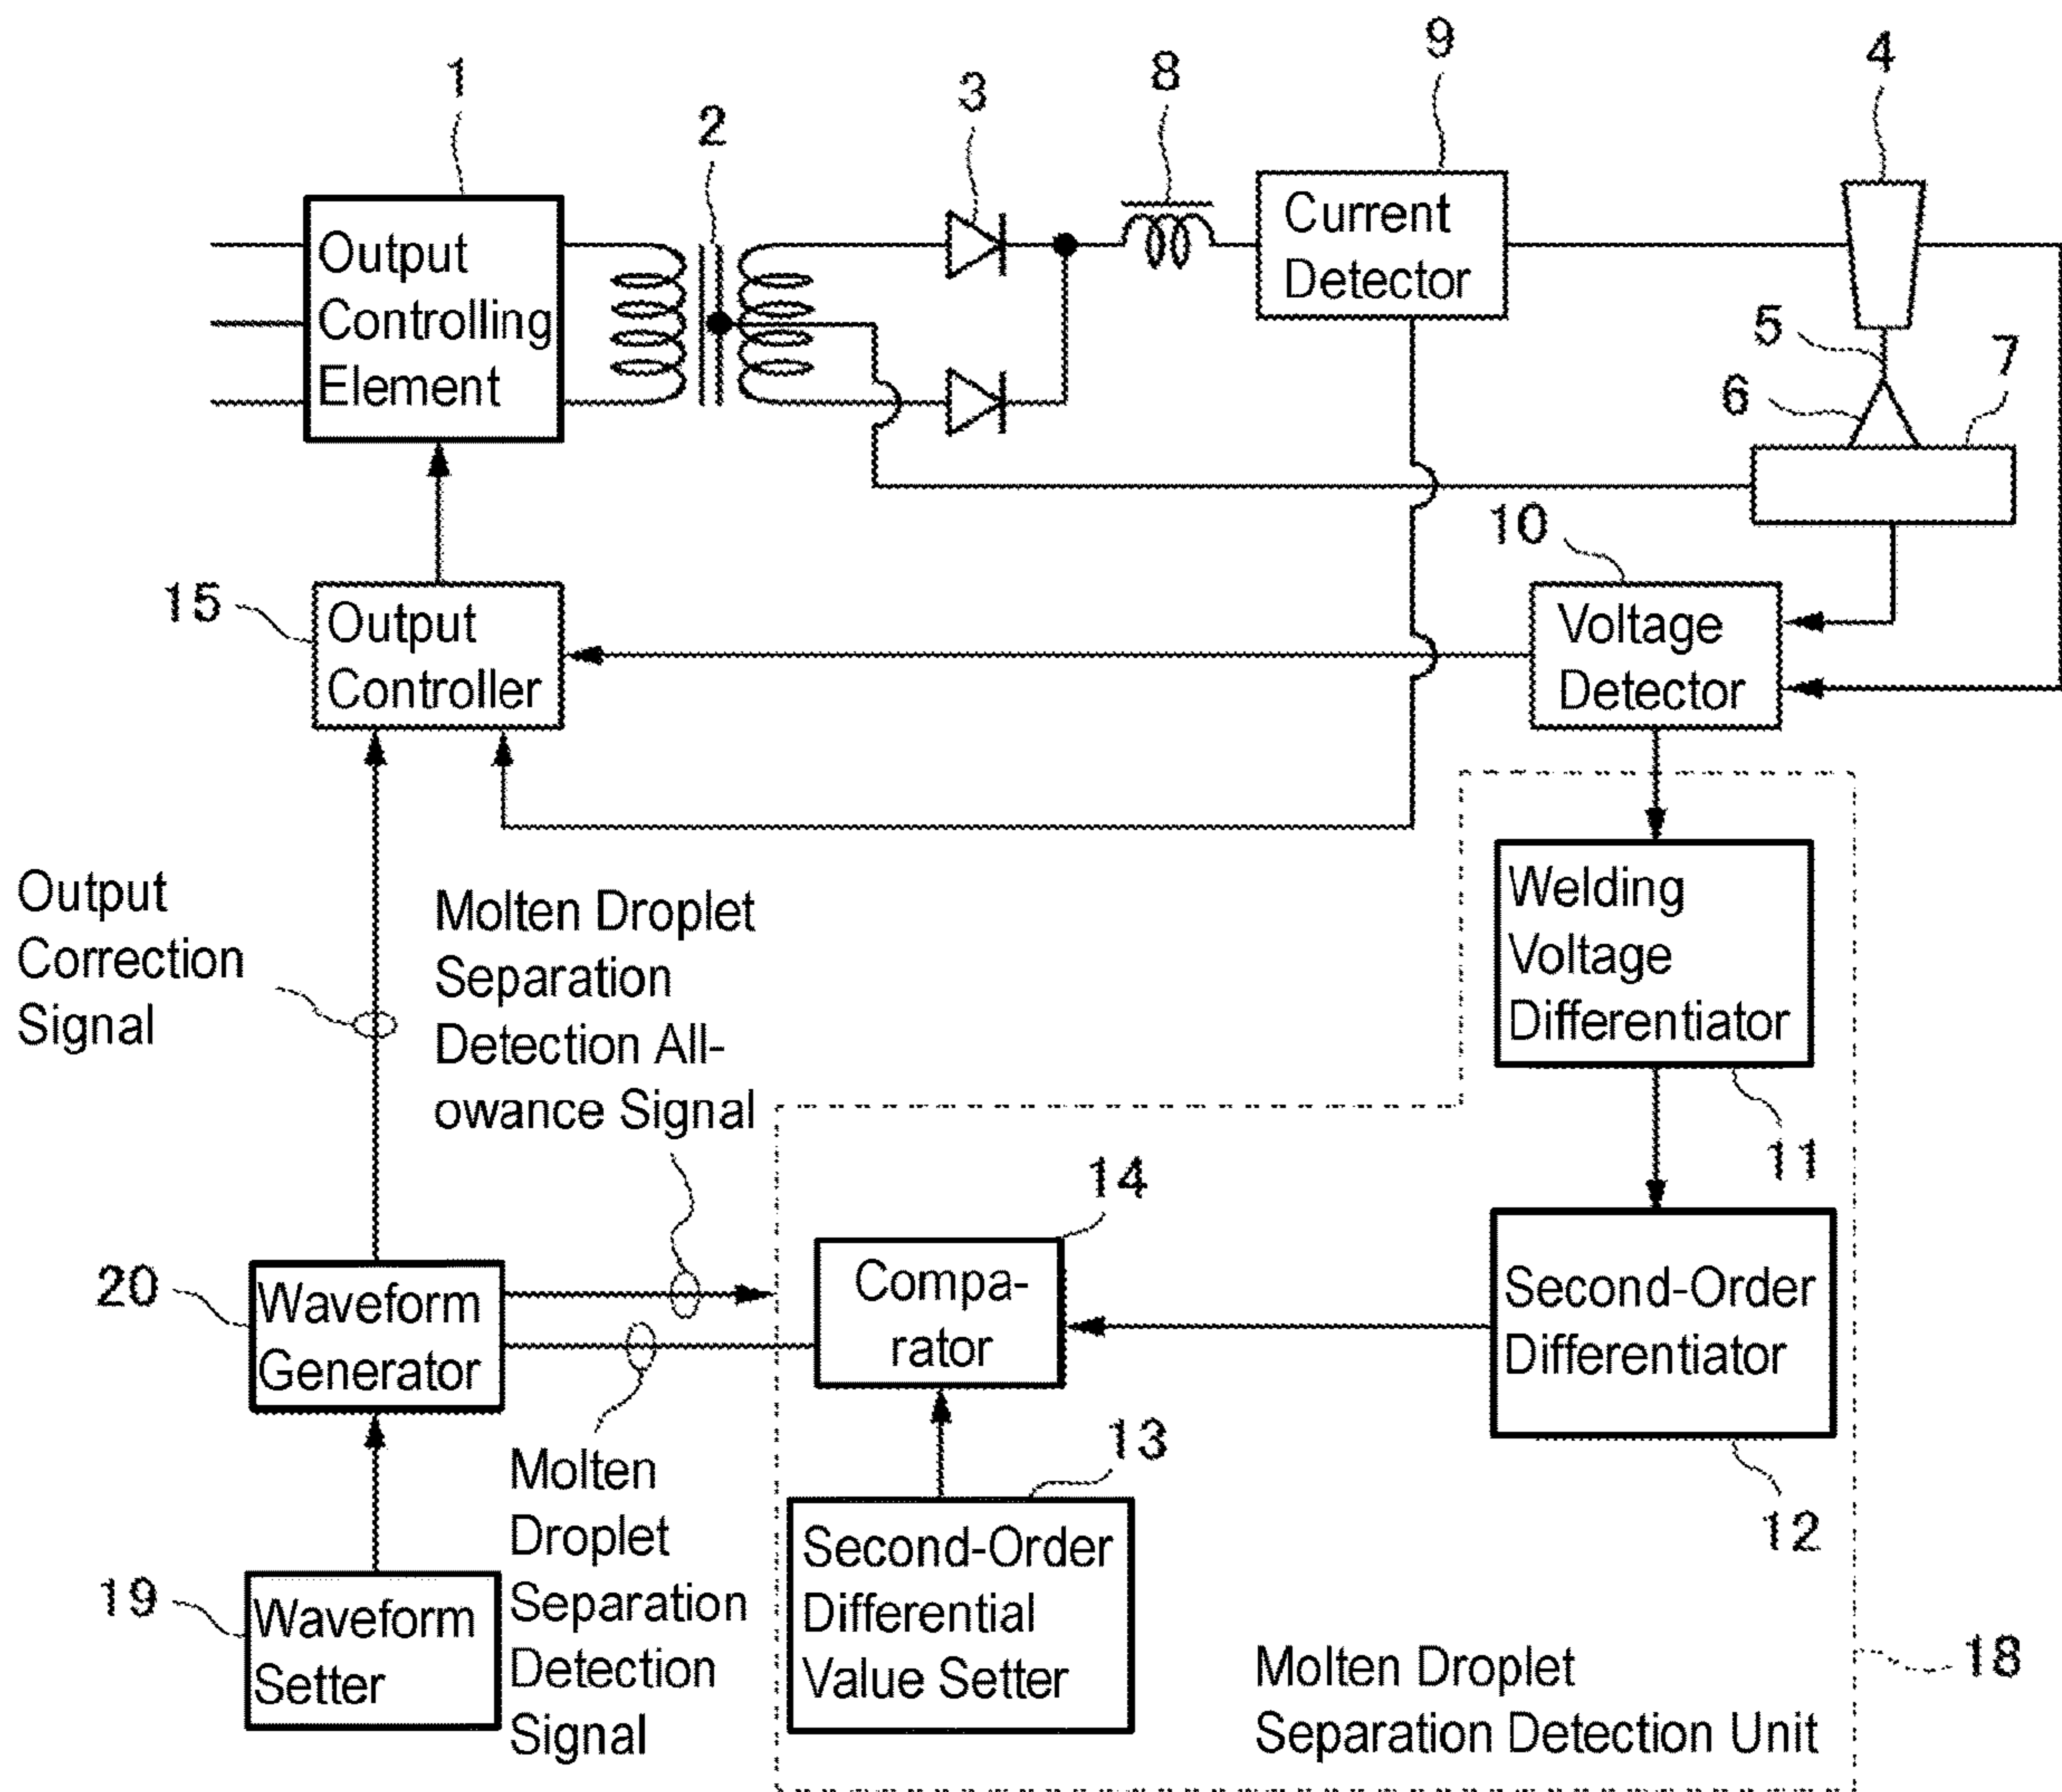 1
2
3
8
9
4
Output
Controlling
Element
Current
Detector
5
6
7
10
15
Output
Controller
Voltage
Detector
Output
Correction
Signal
Molten Droplet
Separation
Detection All-
owance Signal
Welding
Voltage
Differentiator
11
14
20
Waveform
Generator
Compa-
rator
Second-Order
Differentiator
12
13
Molten
Droplet
Separation
Detection
Signal
19
Waveform
Setter
Second-Order
Differential
Value Setter
Molten Droplet
Separation Detection Unit
18